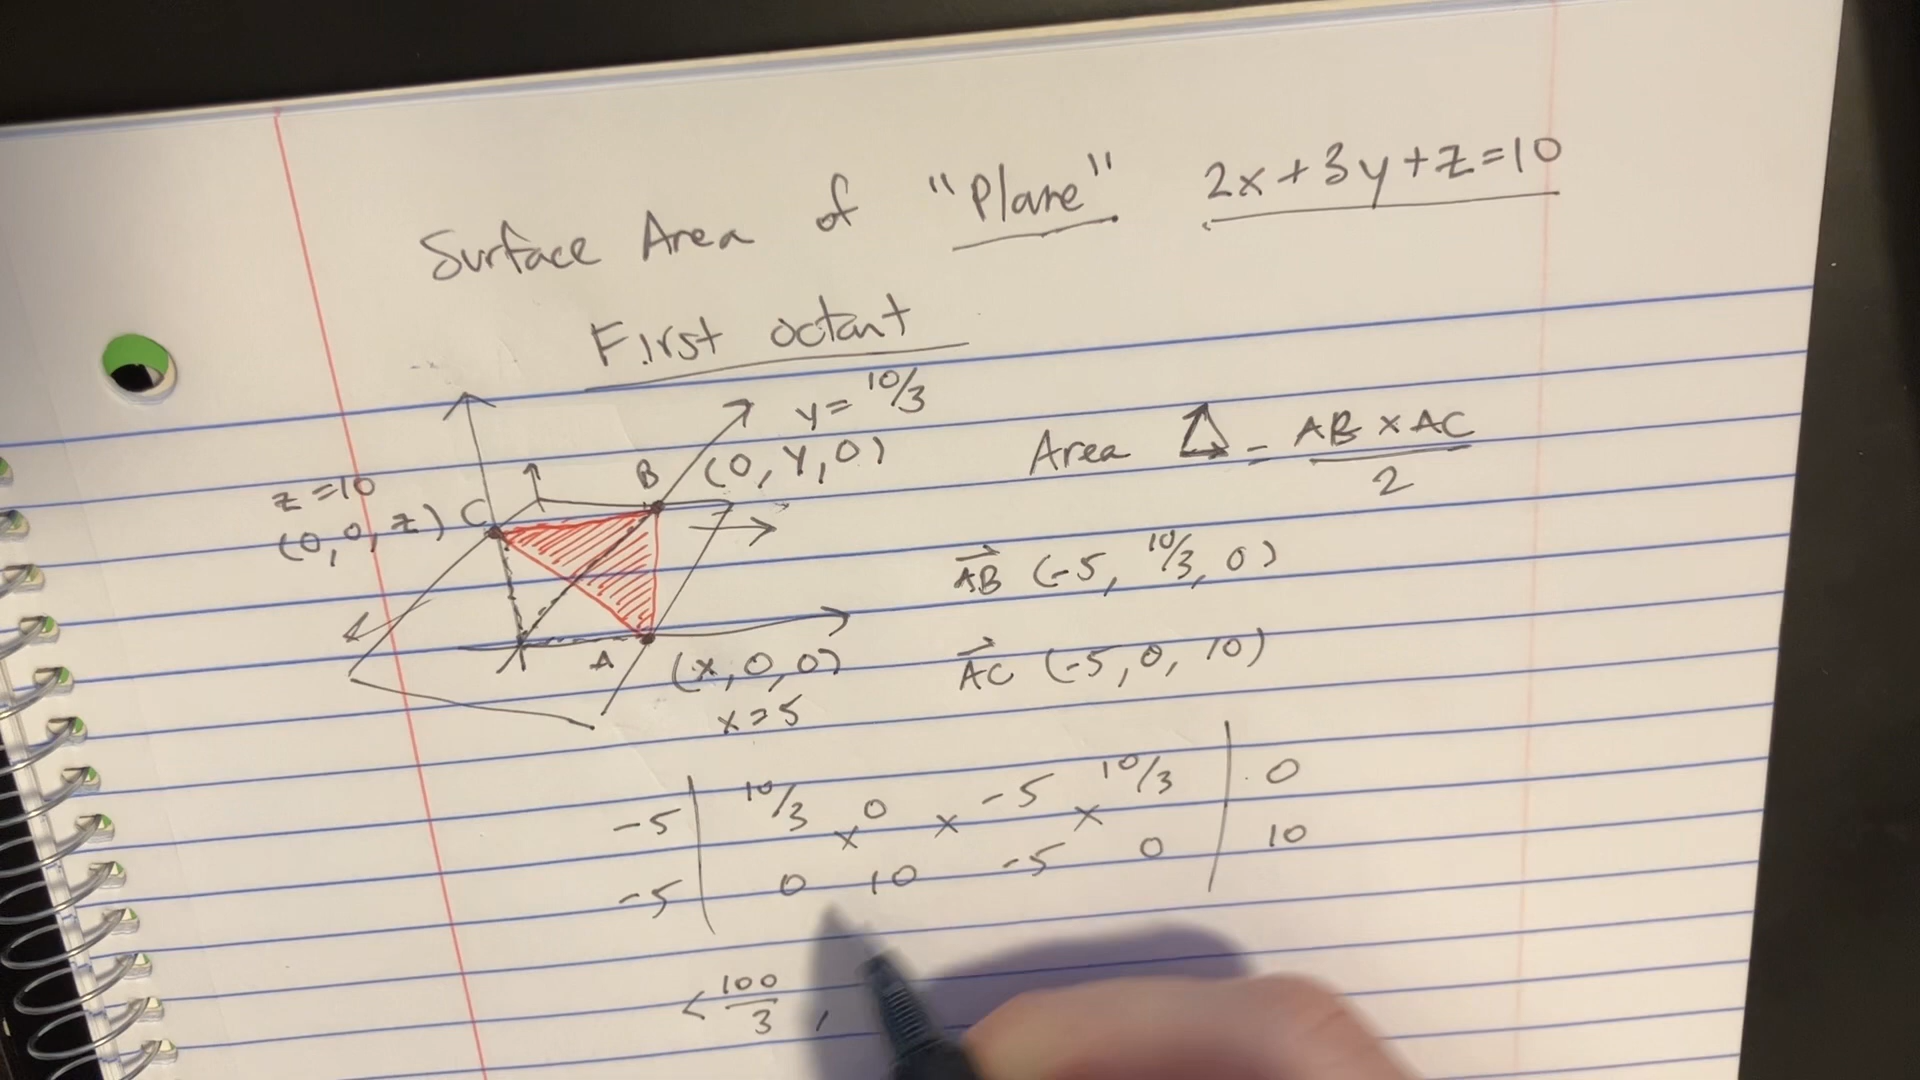 Surface Area of "Plane" 2x+3y+z=10
First octant
y= 10/3
B (0, Y, 0)
z=10
(0, 0, z) C
A (x, 0, 0)
x=5
Area △ = AB × AC / 2
AB (-5, 10/3, 0)
AC (-5, 0, 10)
-5 | 10/3 × 0 × -5 × 10/3 | 0
-5 | 0 10 -5 0 | 10
< 100/3 ,